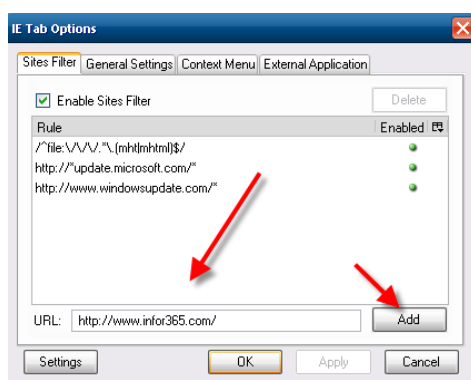 IE Tab Options
Sites Filter General Settings Context Menu External Application
Enable Sites Filter Delete
Rule Enabled
/^file:\/\/\/.*\.(mht|mhtml)$/
http://*update.microsoft.com/*
http://www.windowsupdate.com/*
URL: http://www.infor365.com/ Add
Settings OK Apply Cancel